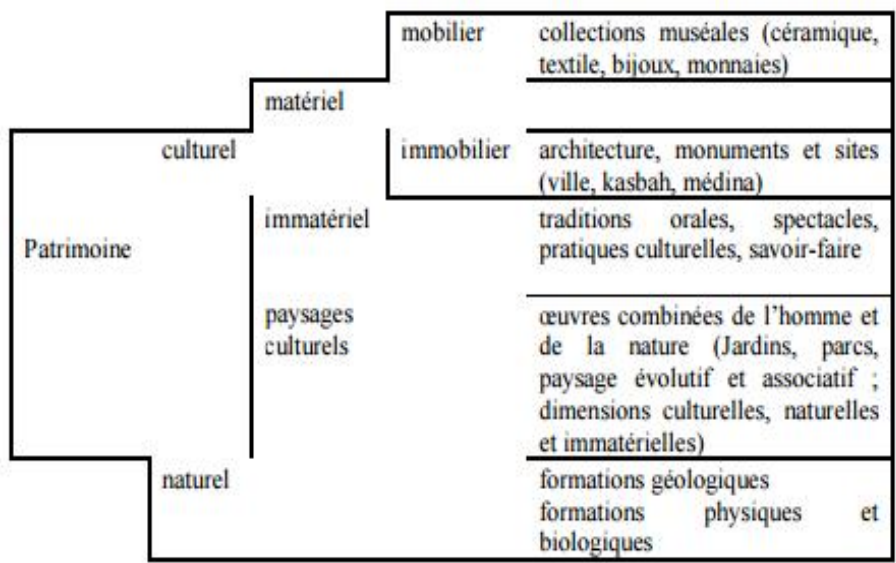 mobilier collections muséales (céramique,
textile, bijoux, monnaies)
matériel
culturel immobilier architecture, monuments et sites
(ville, kasbah, médina)
immatériel traditions orales, spectacles,
Patrimoine pratiques culturelles, savoir-faire
paysages œuvres combinées de l'homme et
culturels de la nature (Jardins, parcs,
paysage évolutif et associatif ;
dimensions culturelles, naturelles
et immatérielles)
naturel formations géologiques
formations physiques et
biologiques